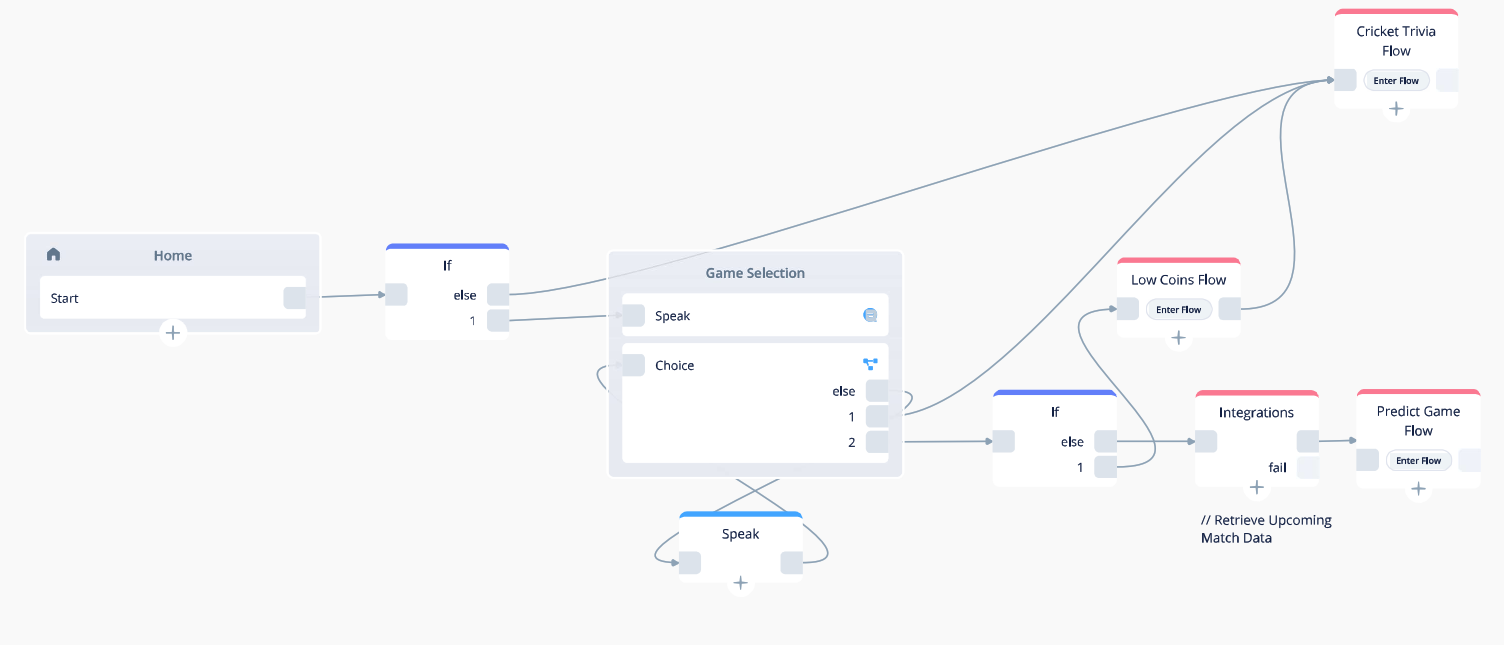 Cricket Trivia
Flow
Enter Flow
Home
Start
If
else
1
Game Selection
Speak
Choice
else
1
2
Low Coins Flow
Enter Flow
If
else
1
Integrations
fail
// Retrieve Upcoming
Match Data
Predict Game
Flow
Enter Flow
Speak